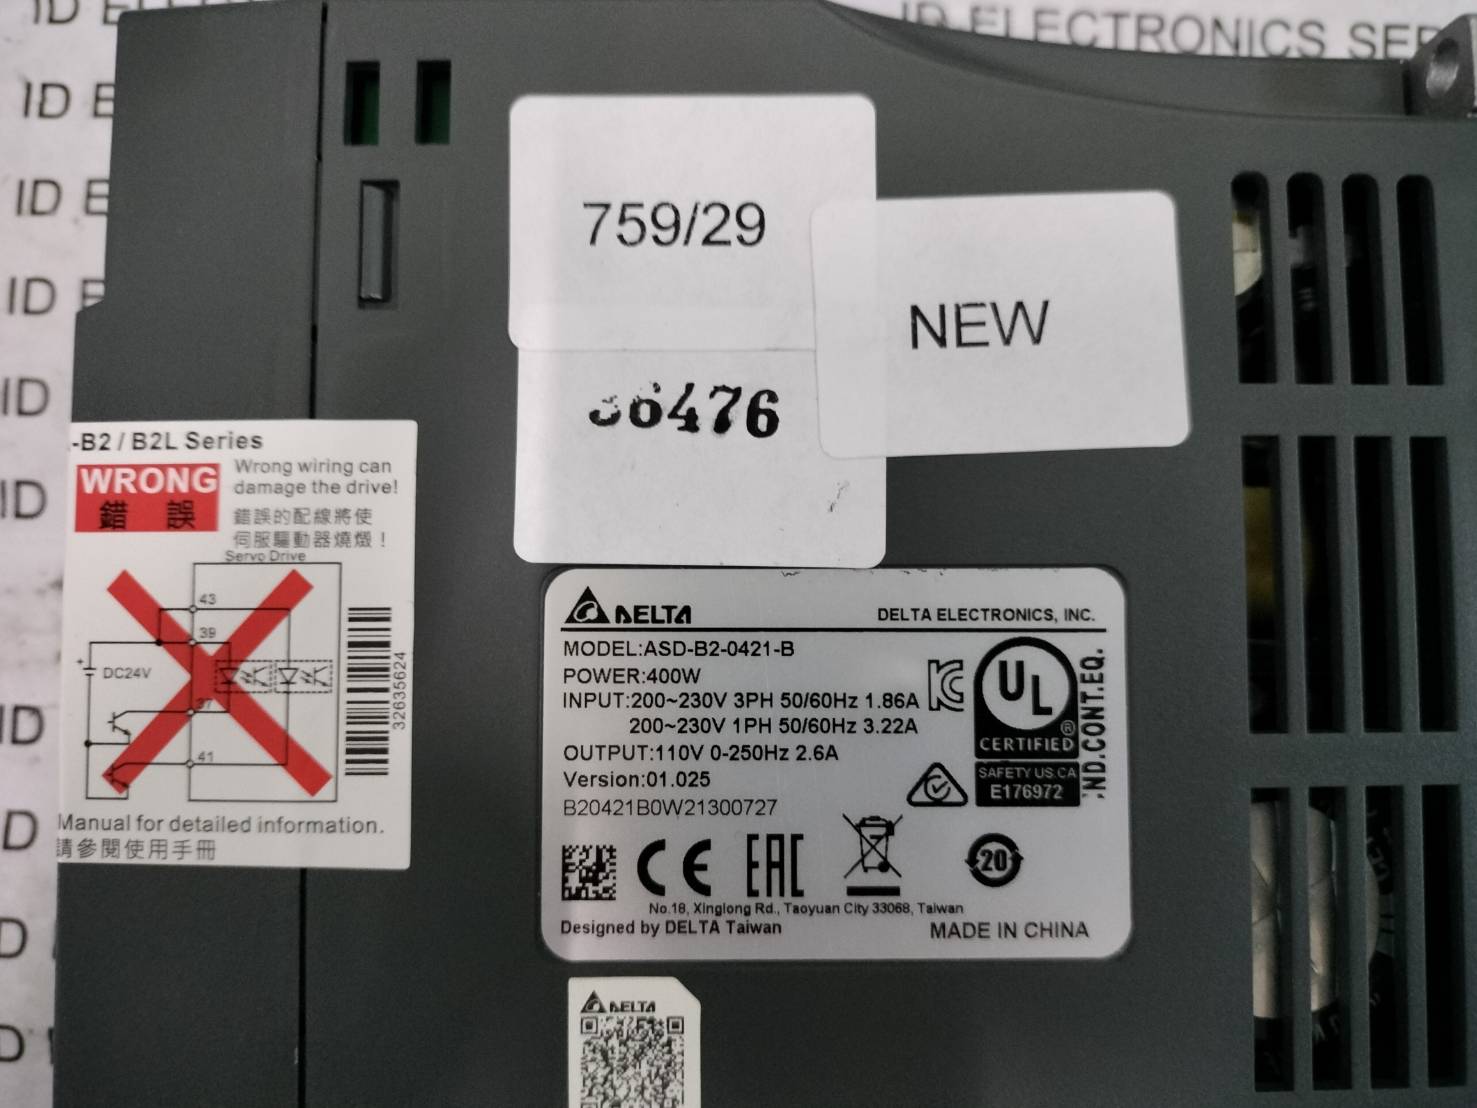 ID ELECTRONICS SER
ID E
ID E
ID E
ID
ID
ID
759/29
NEW
36476
-B2 / B2L Series
WRONG
錯 誤
Wrong wiring can
damage the drive!
錯誤的配線將使
伺服驅動器燒燬！
Servo Drive
43
39
DC24V
37
41
32635624
Manual for detailed information.
請參閱使用手冊
DELTA
DELTA ELECTRONICS, INC.
MODEL:ASD-B2-0421-B
POWER:400W
INPUT:200~230V 3PH 50/60Hz 1.86A
200~230V 1PH 50/60Hz 3.22A
OUTPUT:110V 0-250Hz 2.6A
Version:01.025
B20421B0W21300727
UL
®
CERTIFIED
SAFETY US CA
E176972
IND.CONT.EQ.
CE
EAC
20
No.18, Xinglong Rd., Taoyuan City 33068, Taiwan
Designed by DELTA Taiwan
MADE IN CHINA
DELTA